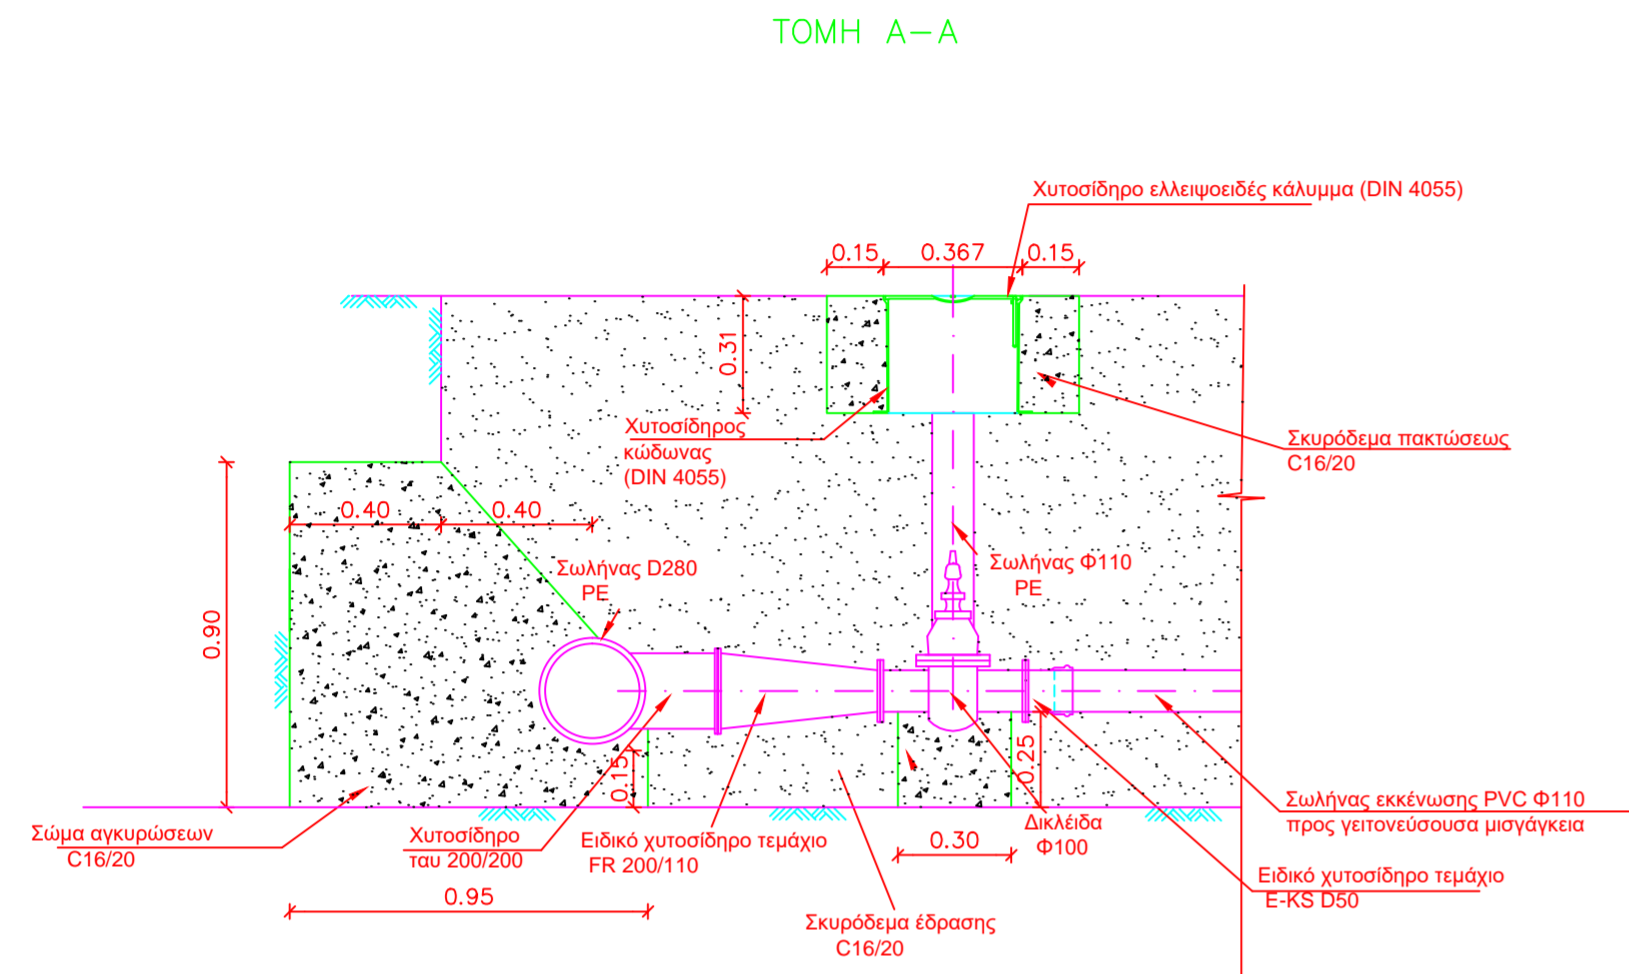 ΤΟΜΗ Α-Α
Χυτοσίδηρο ελλειψοειδές κάλυμμα (DIN 4055)
0.15
0.367
0.15
0.31
Χυτοσίδηρος
κώδωνας
(DIN 4055)
Σκυρόδεμα πακτώσεως
C16/20
0.40
0.40
Σωλήνας D280
PE
Σωλήνας Φ110
PE
0.90
0.15
0.25
Σώμα αγκυρώσεων
C16/20
Χυτοσίδηρο
ταυ 200/200
Ειδικό χυτοσίδηρο τεμάχιο
FR 200/110
0.30
Δικλέιδα
Φ100
Σωλήνας εκκένωσης PVC Φ110
προς γειτονεύσουσα μισγάγκεια
Ειδικό χυτοσίδηρο τεμάχιο
E-KS D50
0.95
Σκυρόδεμα έδρασης
C16/20